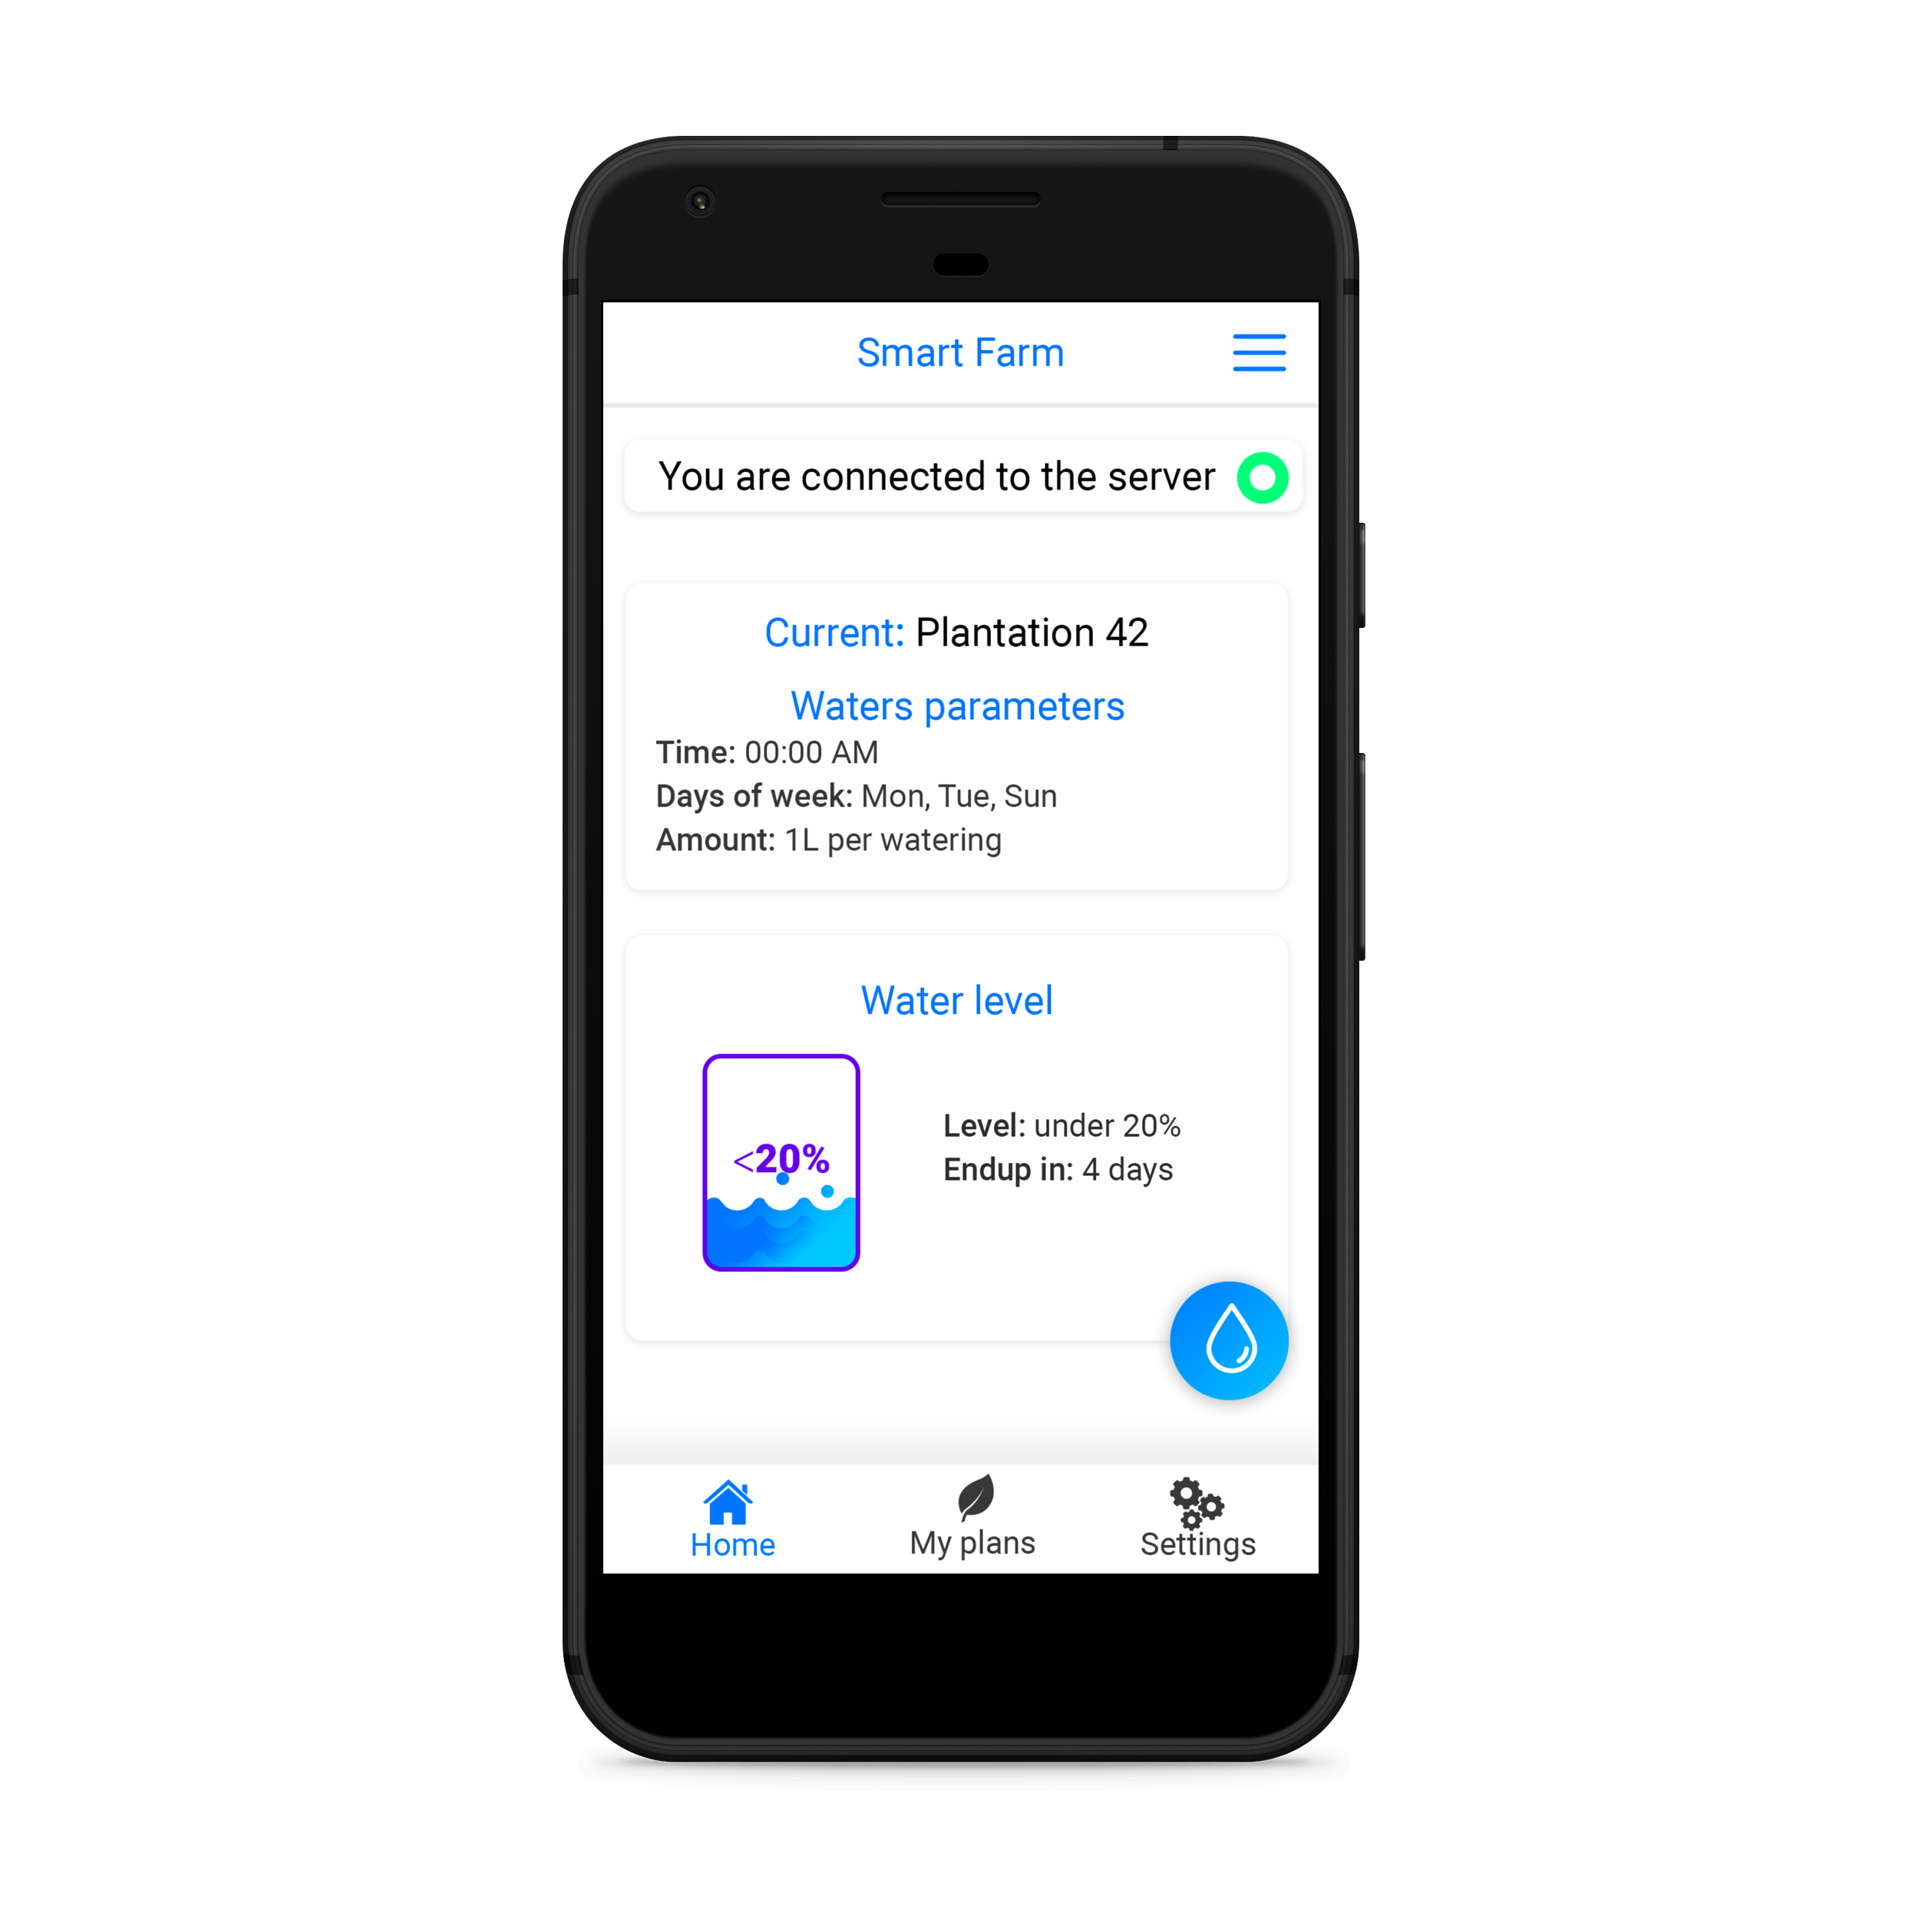 Smart Farm
You are connected to the server
Current: Plantation 42
Waters parameters
Time: 00:00 AM
Days of week: Mon, Tue, Sun
Amount: 1L per watering
Water level
<20%
Level: under 20%
Endup in: 4 days
Home
My plans
Settings